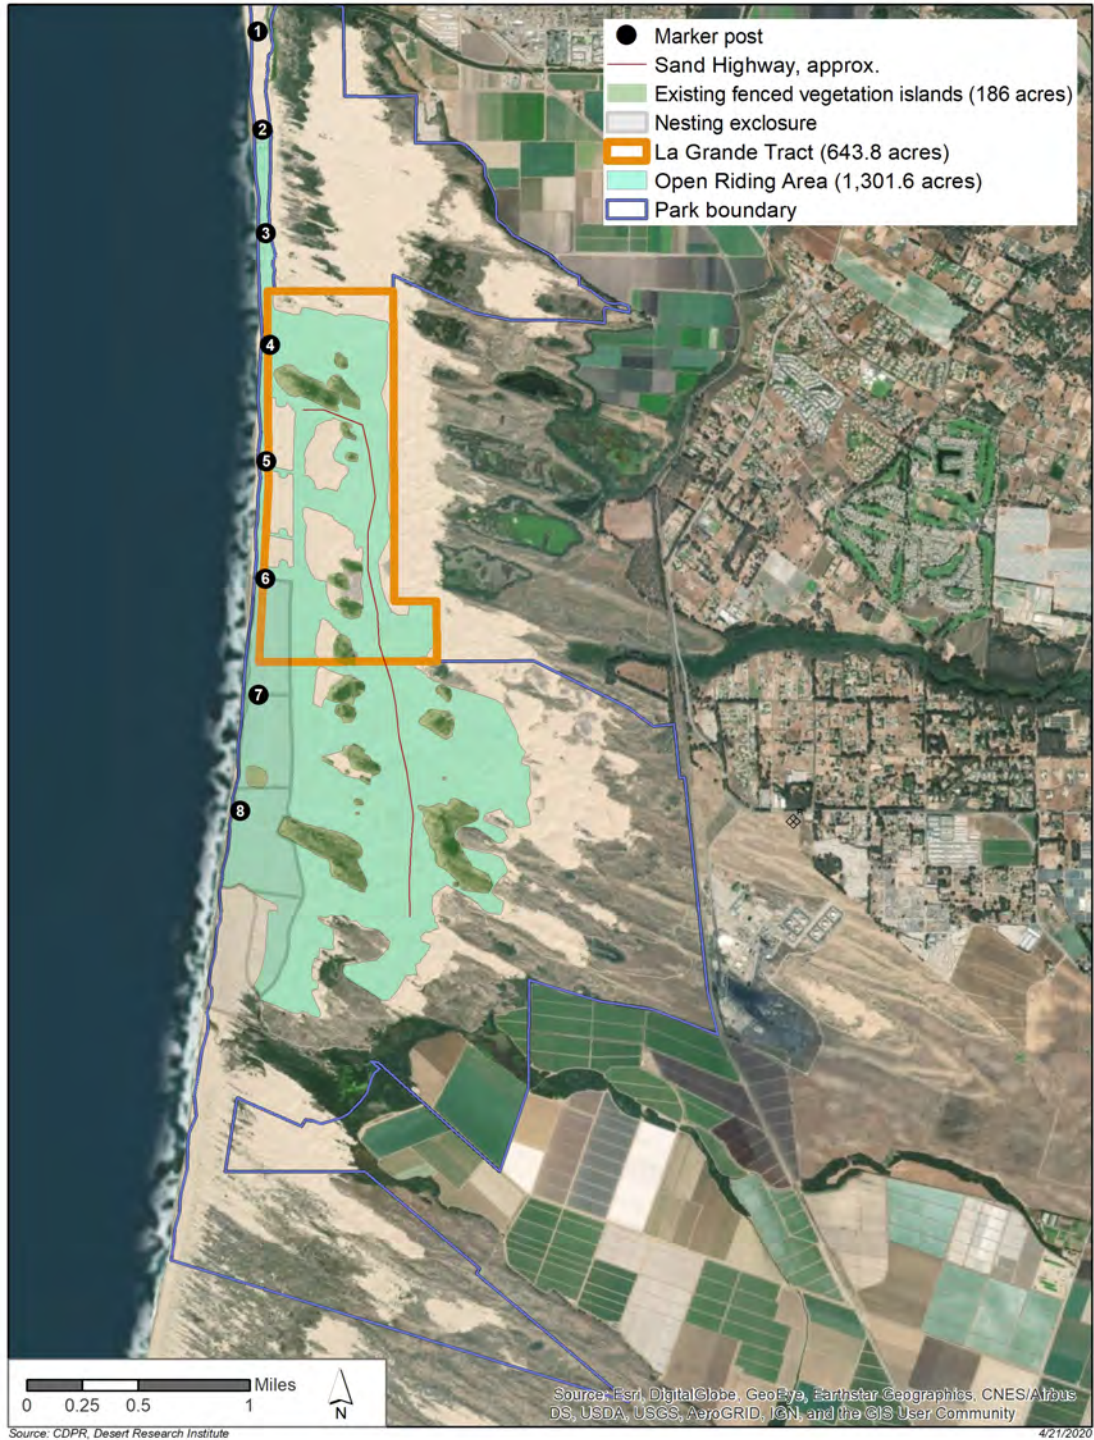 1
2
3
4
5
6
7
8
Marker post
Sand Highway, approx.
Existing fenced vegetation islands (186 acres)
Nesting exclosure
La Grande Tract (643.8 acres)
Open Riding Area (1,301.6 acres)
Park boundary
Miles
0 0.25 0.5 1
N
Source: Esri, DigitalGlobe, GeoEye, Earthstar Geographics, CNES/Airbus
DS, USDA, USGS, AeroGRID, IGN, and the GIS User Community
Source: CDPR, Desert Research Institute
4/21/2020